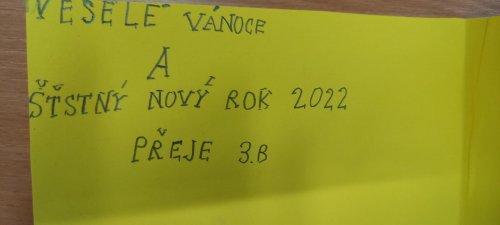 VESELÉ VÁNOCE
A
ŠŤSTNÝ NOVÝ ROK 2022
PŘEJE 3.B